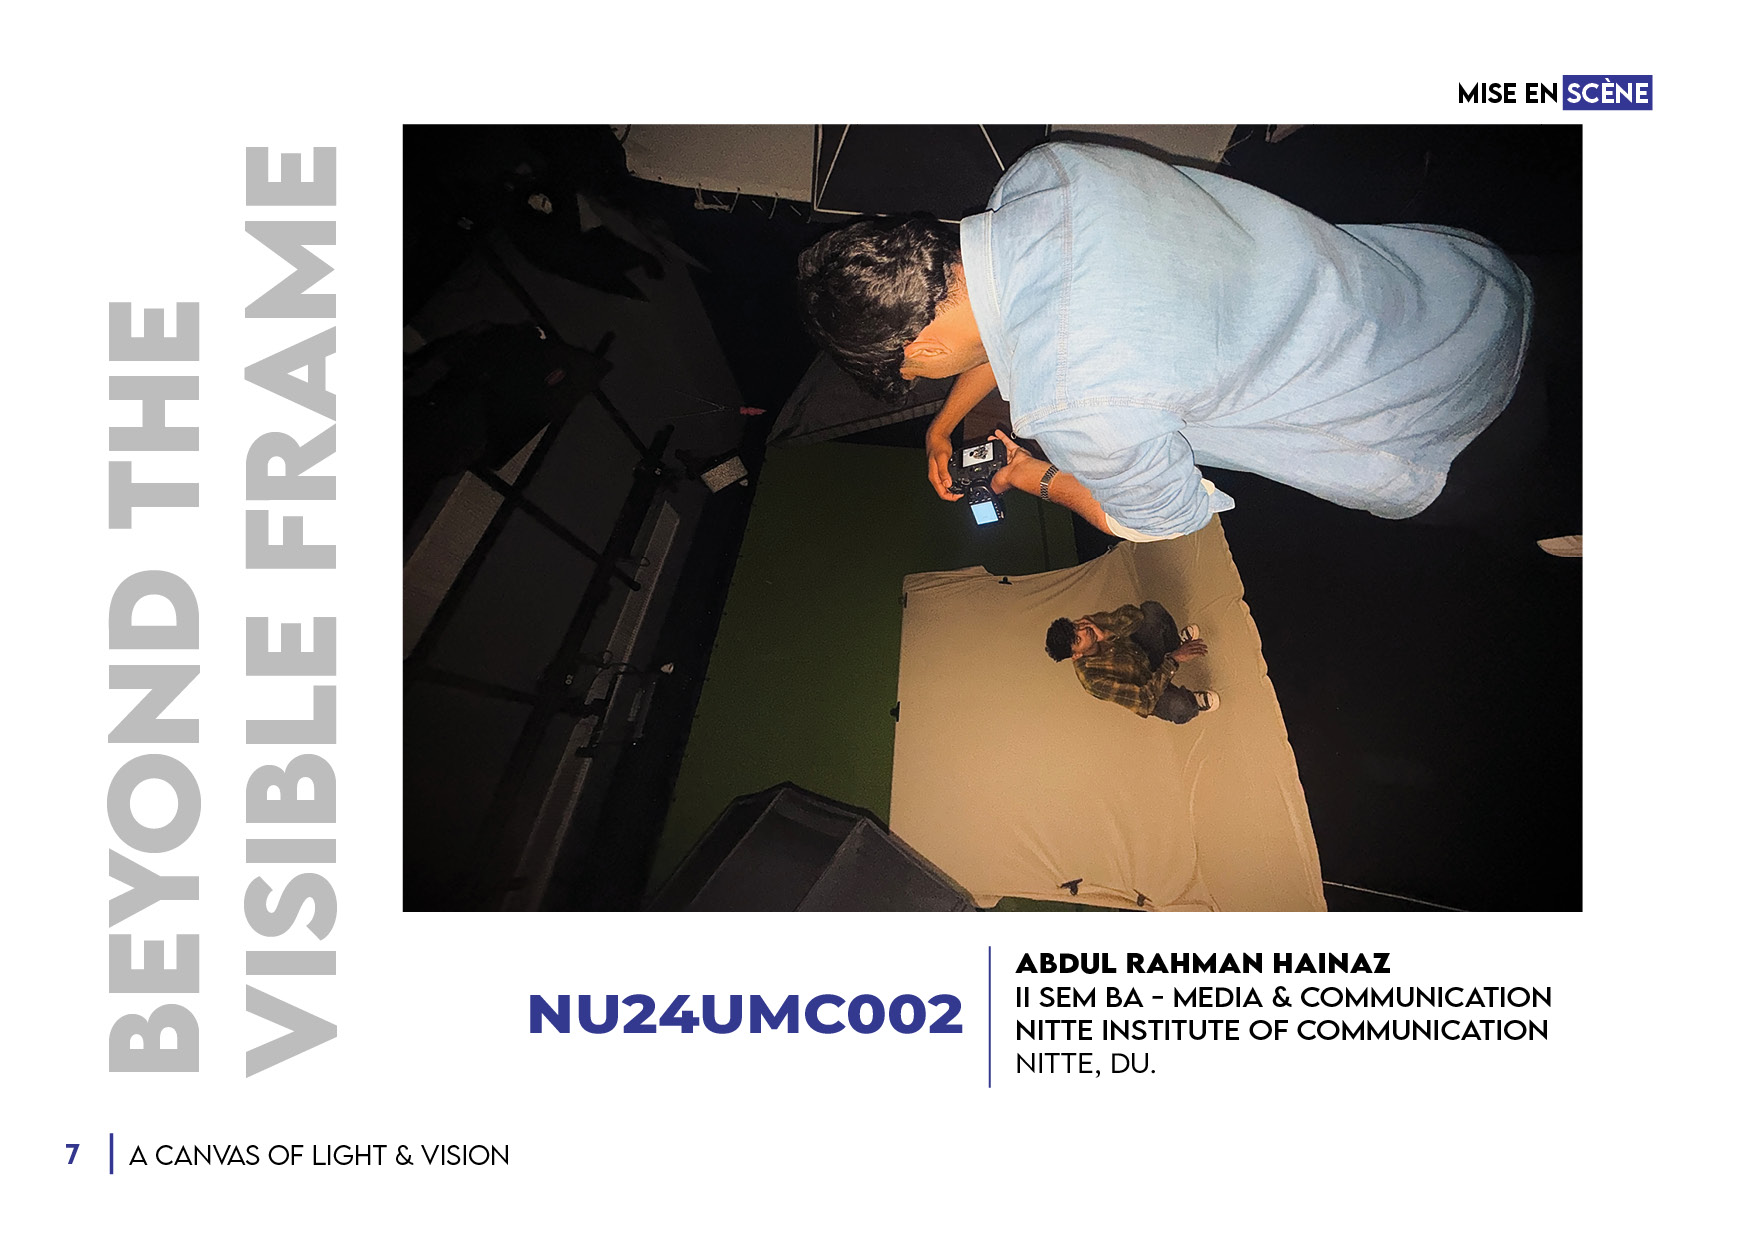 MISE EN SCÈNE
BEYOND THE
VISIBLE FRAME
NU24UMC002
ABDUL RAHMAN HAINAZ
II SEM BA - MEDIA & COMMUNICATION
NITTE INSTITUTE OF COMMUNICATION
NITTE, DU.
7
A CANVAS OF LIGHT & VISION